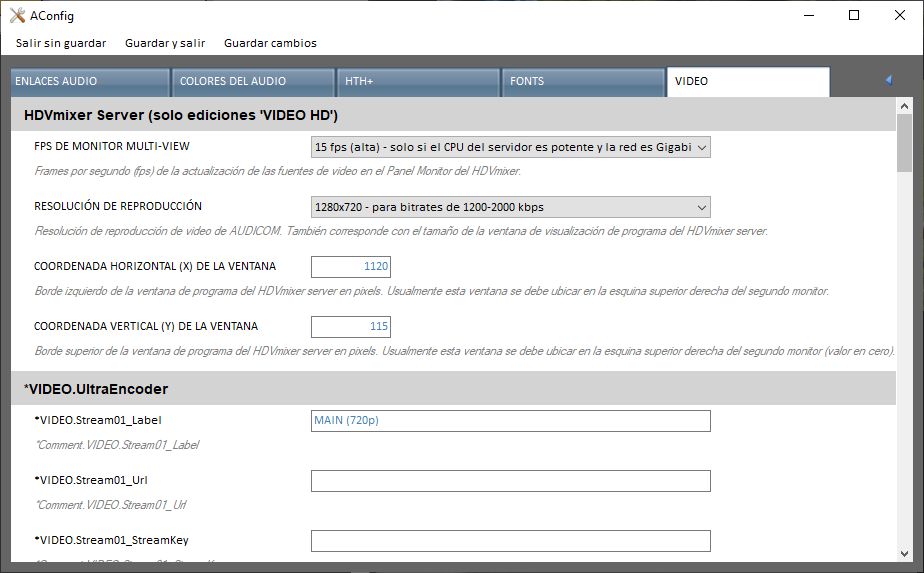 AConfig
Salir sin guardar Guardar y salir Guardar cambios
ENLACES AUDIO COLORES DEL AUDIO HTH+ FONTS VIDEO
HDVmixer Server (solo ediciones 'VIDEO HD')
FPS DE MONITOR MULTI-VIEW 15 fps (alta) - solo si el CPU del servidor es potente y la red es Gigabi
Frames por segundo (fps) de la actualización de las fuentes de video en el Panel Monitor del HDVmixer.
RESOLUCIÓN DE REPRODUCCIÓN 1280x720 - para bitrates de 1200-2000 kbps
Resolución de reproducción de video de AUDICOM. También corresponde con el tamaño de la ventana de visualización de programa del HDVmixer server.
COORDENADA HORIZONTAL (X) DE LA VENTANA 1120
Borde izquierdo de la ventana de programa del HDVmixer server en pixels. Usualmente esta ventana se debe ubicar en la esquina superior derecha del segundo monitor.
COORDENADA VERTICAL (Y) DE LA VENTANA 115
Borde superior de la ventana de programa del HDVmixer server en pixels. Usualmente esta ventana se debe ubicar en la esquina superior derecha del segundo monitor (valor en cero).
*VIDEO.UltraEncoder
*VIDEO.Stream01_Label MAIN (720p)
*Comment.VIDEO.Stream01_Label
*VIDEO.Stream01_Url
*Comment.VIDEO.Stream01_Url
*VIDEO.Stream01_StreamKey